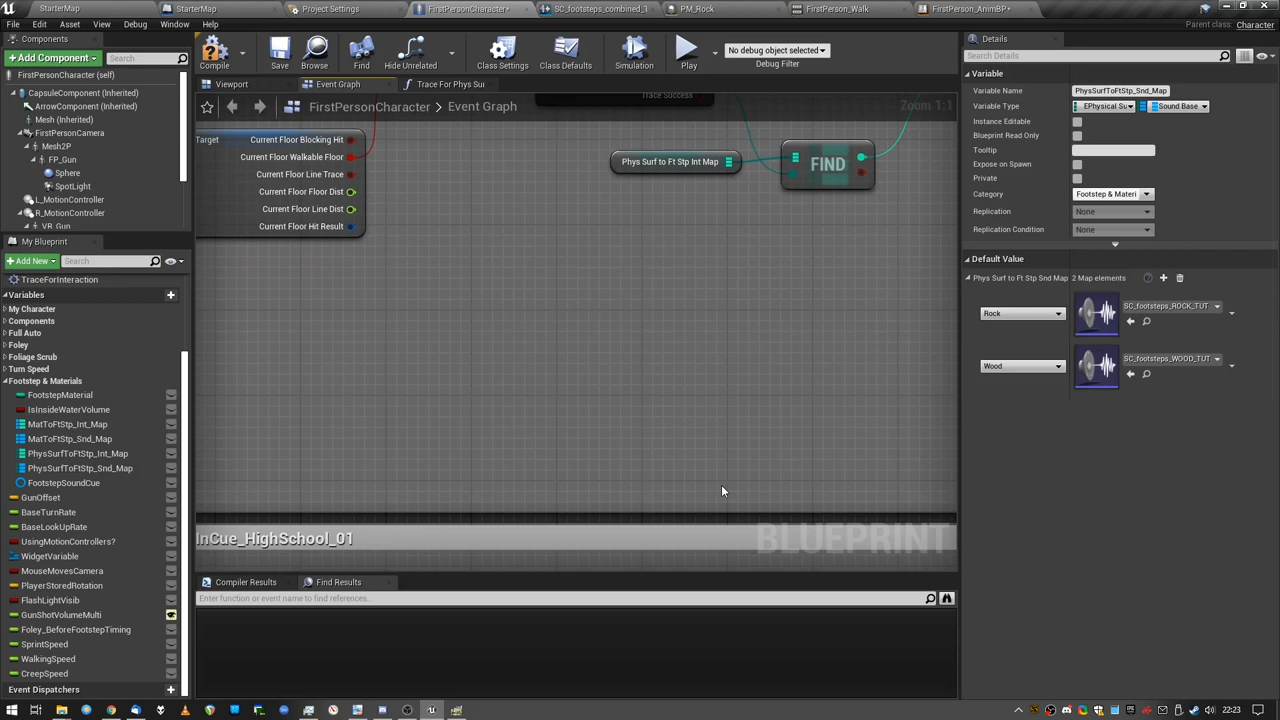 StarterMap
StarterMap
Project Settings
FirstPersonCharacter*
SC_footsteps_combined_1
PM_Rock
FirstPerson_Walk
FirstPerson_AnimBP*
File
Edit
Asset
View
Debug
Window
Help
Parent class: Character
Components
+ Add Component
Search
FirstPersonCharacter (self)
CapsuleComponent (Inherited)
ArrowComponent (Inherited)
Mesh (Inherited)
FirstPersonCamera
Mesh2P
FP_Gun
Sphere
SpotLight
L_MotionController
R_MotionController
VR_Gun
My Blueprint
+ Add New
Search
TraceForInteraction
Variables
My Character
Components
Full Auto
Foley
Foliage Scrub
Turn Speed
Footstep & Materials
FootstepMaterial
IsInsideWaterVolume
MatToFtStp_Int_Map
MatToFtStp_Snd_Map
PhysSurfToFtStp_Int_Map
PhysSurfToFtStp_Snd_Map
FootstepSoundCue
GunOffset
BaseTurnRate
BaseLookUpRate
UsingMotionControllers?
WidgetVariable
MouseMovesCamera
PlayerStoredRotation
FlashLightVisib
GunShotVolumeMulti
Foley_BeforeFootstepTiming
SprintSpeed
WalkingSpeed
CreepSpeed
Event Dispatchers
Compile
Save
Browse
Find
Hide Unrelated
Class Settings
Class Defaults
Simulation
Play
No debug object selected
Debug Filter
Viewport
Event Graph
Trace For Phys Su
FirstPersonCharacter
Event Graph
Zoom 1:1
Trace Success
Target
Current Floor Blocking Hit
Current Floor Walkable Floor
Current Floor Line Trace
Current Floor Floor Dist
Current Floor Line Dist
Current Floor Hit Result
Phys Surf to Ft Stp Int Map
FIND
InCue_HighSchool_01
BLUEPRINT
Compiler Results
Find Results
Enter function or event name to find references...
Details
Search Details
Variable
Variable Name
PhysSurfToFtStp_Snd_Map
Variable Type
EPhysical Su
Sound Base
Instance Editable
Blueprint Read Only
Tooltip
Expose on Spawn
Private
Category
Footstep & Materi
Replication
None
Replication Condition
None
Default Value
Phys Surf to Ft Stp Snd Map
2 Map elements
Rock
SC_footsteps_ROCK_TUT
Wood
SC_footsteps_WOOD_TUT
22:23